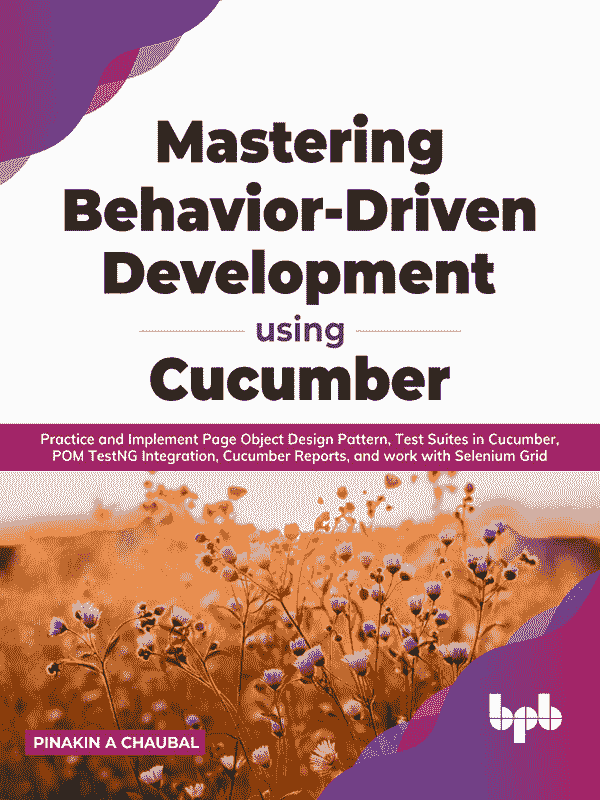 Mastering
Behavior-Driven
Development
using
Cucumber
Practice and Implement Page Object Design Pattern, Test Suites in Cucumber,
POM TestNG Integration, Cucumber Reports, and work with Selenium Grid
bpb
PINAKIN A CHAUBAL